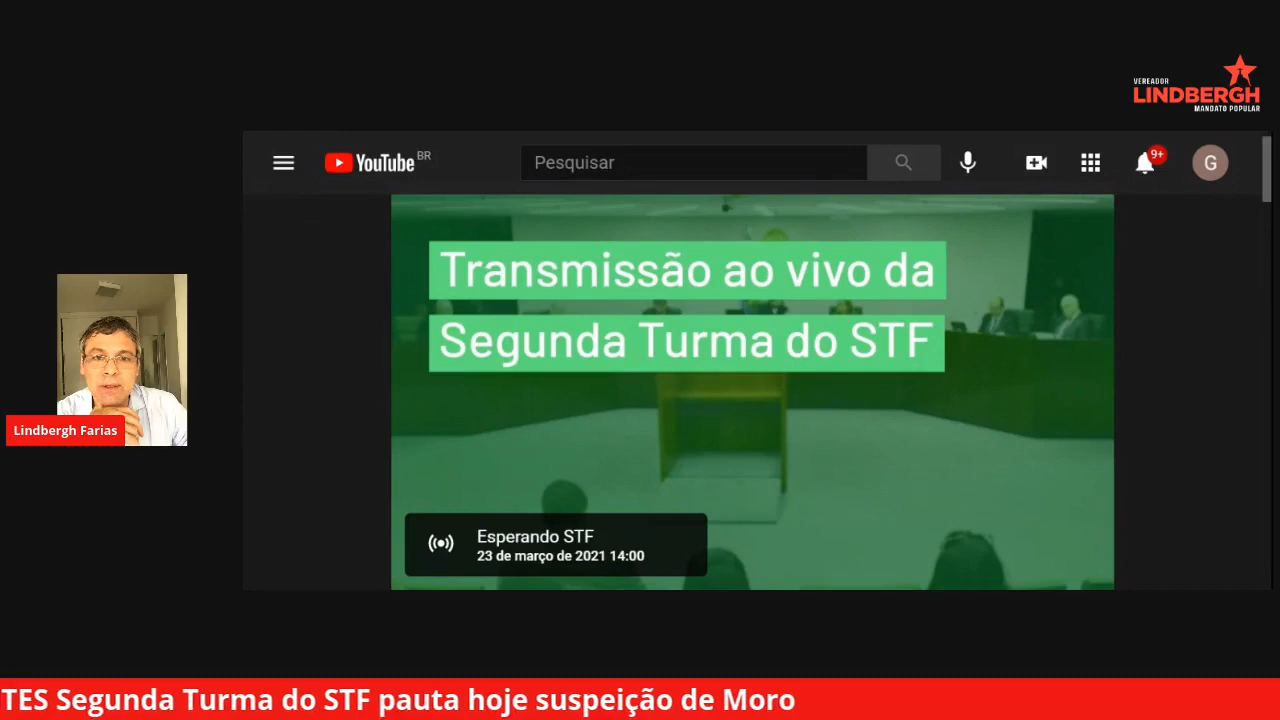 VEREADOR
LINDBERGH
MANDATO POPULAR
YouTube BR
Pesquisar
9+
G
Transmissão ao vivo da
Segunda Turma do STF
Esperando STF
23 de março de 2021 14:00
Lindbergh Farias
TES Segunda Turma do STF pauta hoje suspeição de Moro